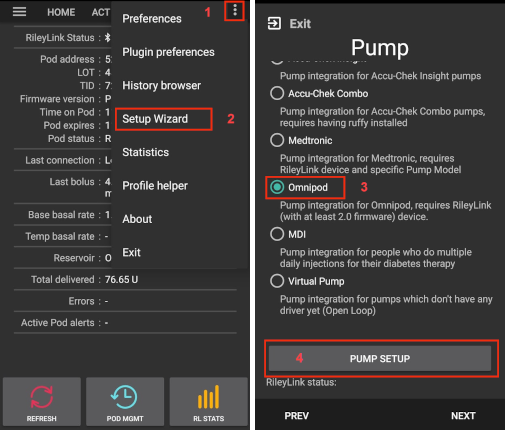 HOME ACT
1
RileyLink Status :
Pod address : 5
LOT : 4
TID : 7
Firmware version : P
Time on Pod : 1
Pod expires : 1
Pod status : R
Last connection : L
Last bolus : 4
m
Base basal rate : 1
Temp basal rate : -
Reservoir : O
Total delivered : 76.65 U
Errors : -
Active Pod alerts : -
Preferences
Plugin preferences
History browser
Setup Wizard 2
Statistics
Profile helper
About
Exit
REFRESH
POD MGMT
RL STATS
Exit
Pump
Pump integration for Accu-Chek Insight pumps
Accu-Chek Combo
Pump integration for Accu-Chek Combo pumps,
requires having ruffy installed
Medtronic
Pump integration for Medtronic, requires
RileyLink device and specific Pump Model
Omnipod 3
Pump integration for Omnipod, requires RileyLink
(with at least 2.0 firmware) device.
MDI
Pump integration for people who do multiple
daily injections for their diabetes therapy
Virtual Pump
Pump integration for pumps which don't have any
driver yet (Open Loop)
4 PUMP SETUP
RileyLink status:
PREV NEXT